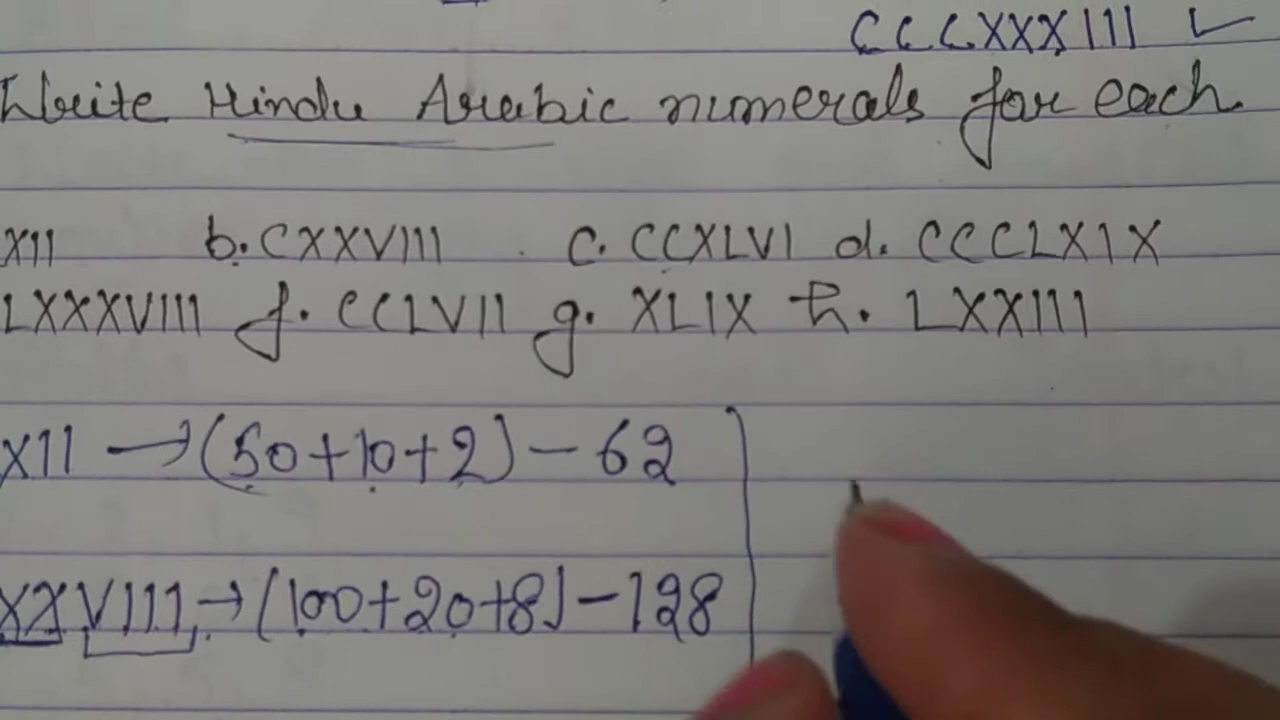 CCCXXXIII
Write Hindu Arabic numerals for each
XII b. CXXVIII c. CCXLVI d. CCCLXIX
LXXXVIII f. CCLVII g. XLIX h. LXXIII
XII → (50+10+2) - 62
XXVIII → (100+20+8) - 128